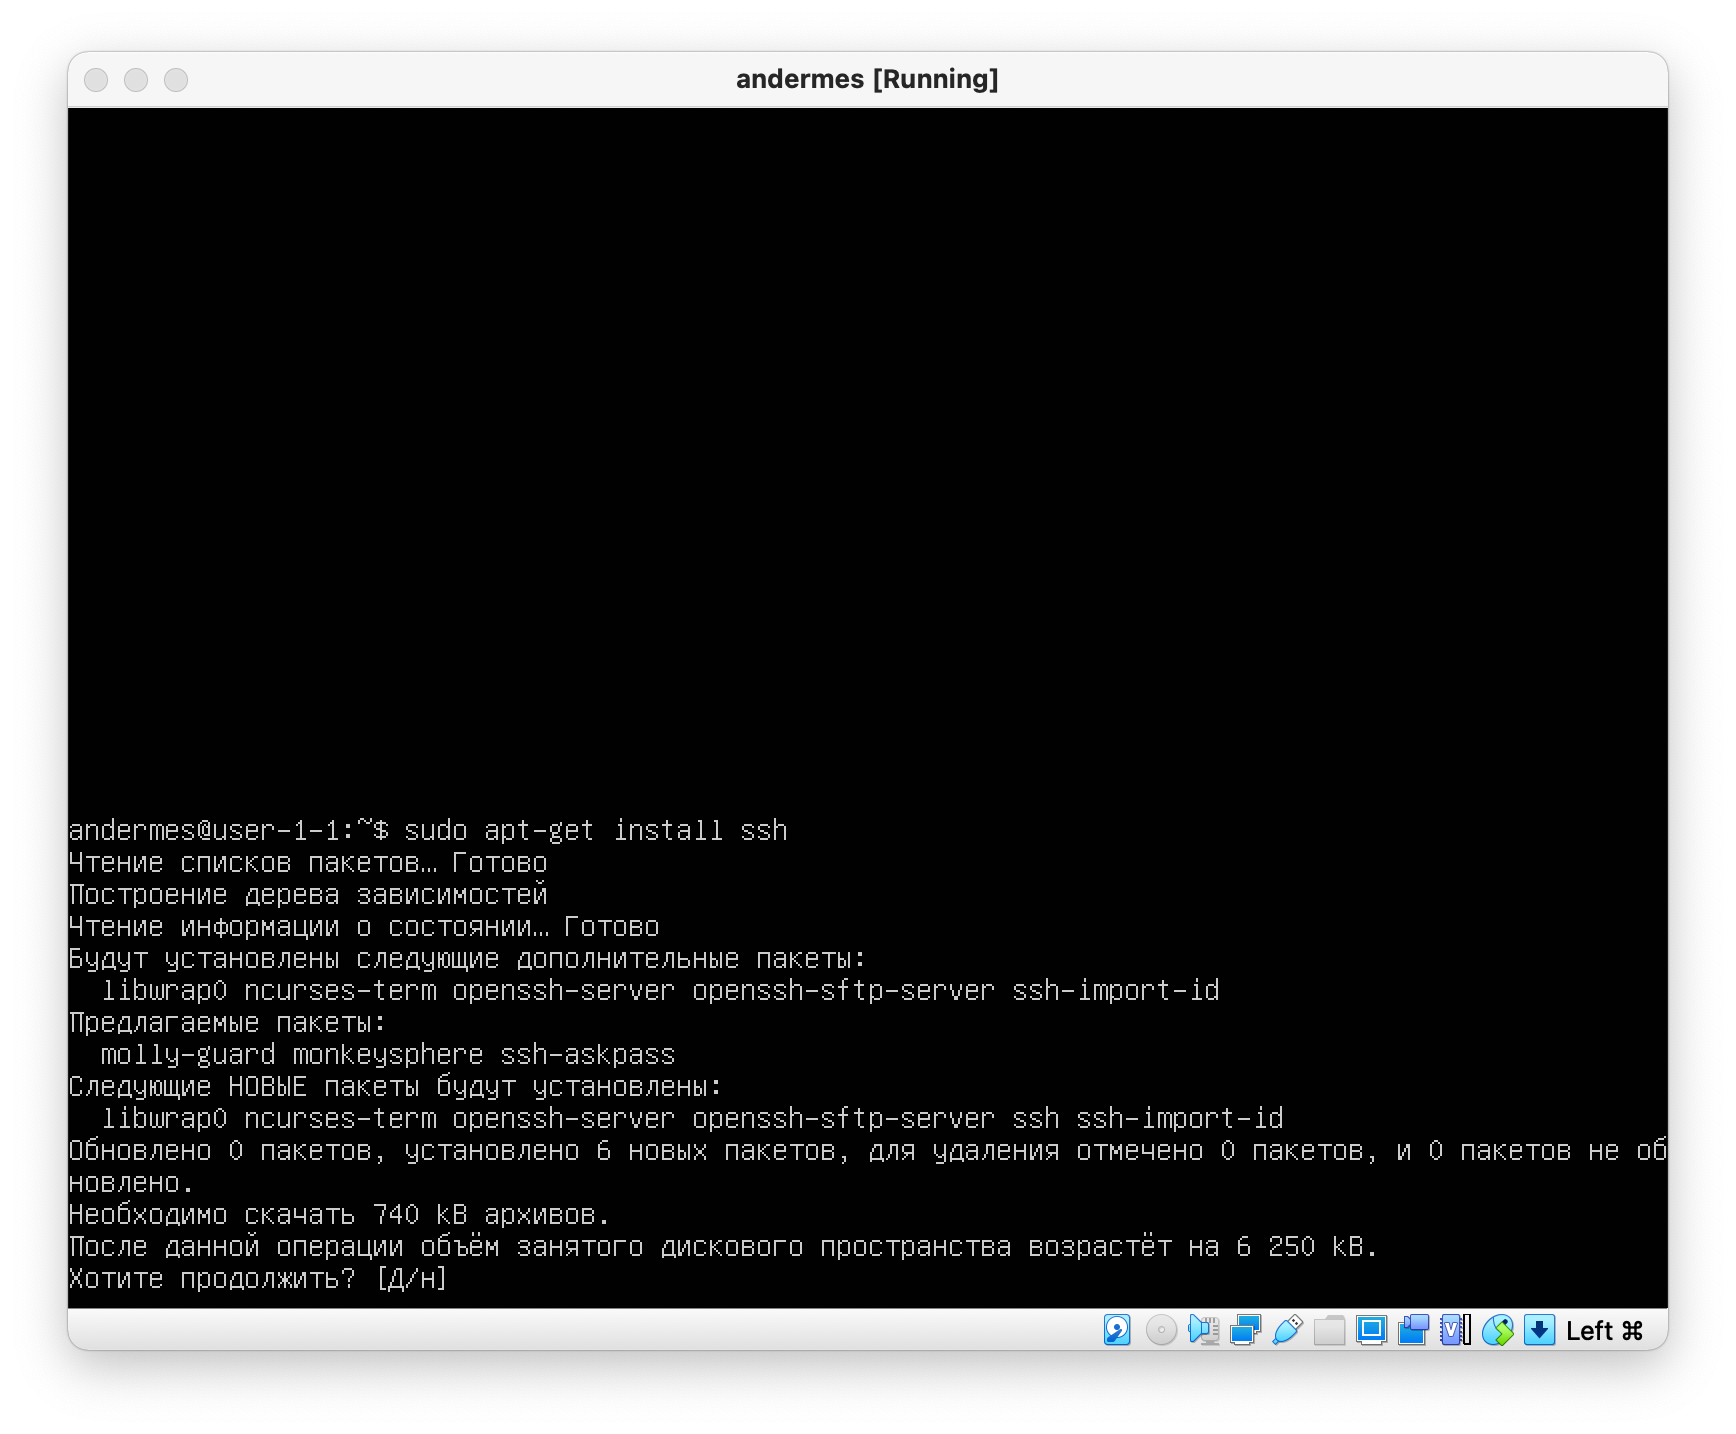 andermes [Running]
andermes@user-1-1:~$ sudo apt-get install ssh
Чтение списков пакетов… Готово
Построение дерева зависимостей
Чтение информации о состоянии… Готово
Будут установлены следующие дополнительные пакеты:
  libwrap0 ncurses-term openssh-server openssh-sftp-server ssh-import-id
Предлагаемые пакеты:
  molly-guard monkeysphere ssh-askpass
Следующие НОВЫЕ пакеты будут установлены:
  libwrap0 ncurses-term openssh-server openssh-sftp-server ssh ssh-import-id
Обновлено 0 пакетов, установлено 6 новых пакетов, для удаления отмечено 0 пакетов, и 0 пакетов не об
новлено.
Необходимо скачать 740 kB архивов.
После данной операции объём занятого дискового пространства возрастёт на 6 250 kB.
Хотите продолжить? [Д/н]
Left ⌘